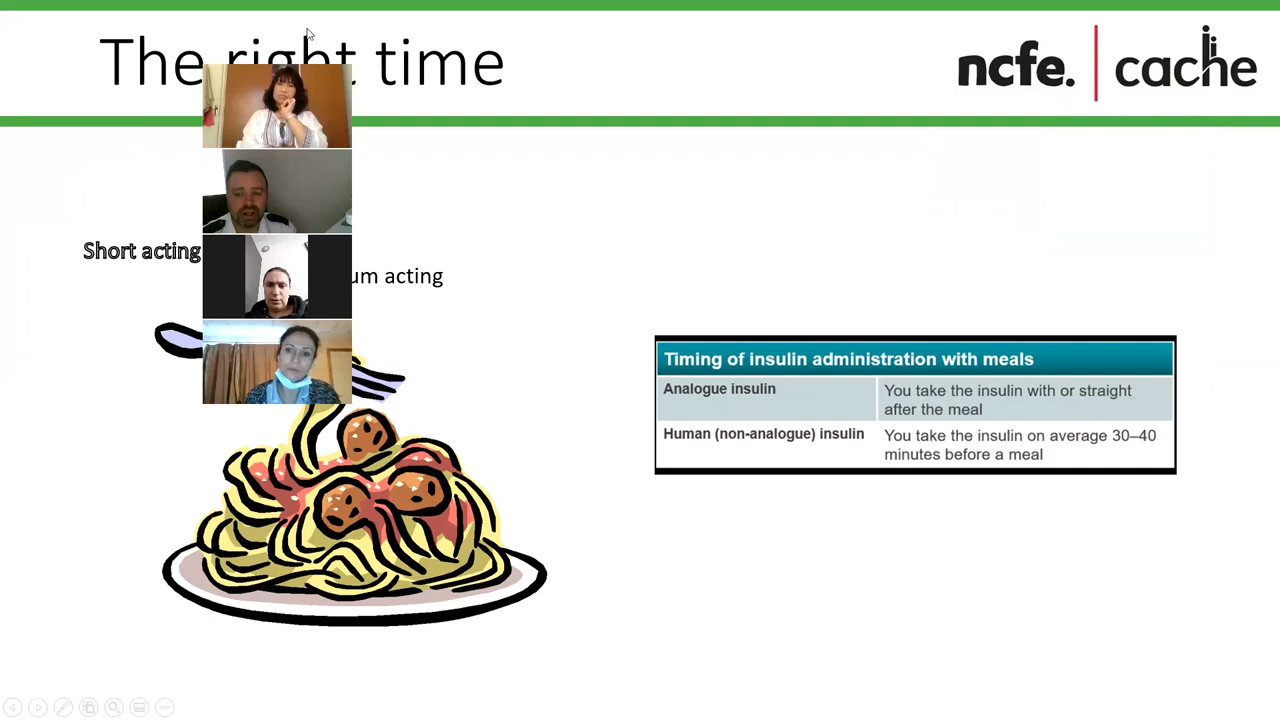 The right time
ncfe. cache
Short acting
um acting
Timing of insulin administration with meals
Analogue insulin
You take the insulin with or straight
after the meal
Human (non-analogue) insulin
You take the insulin on average 30–40
minutes before a meal